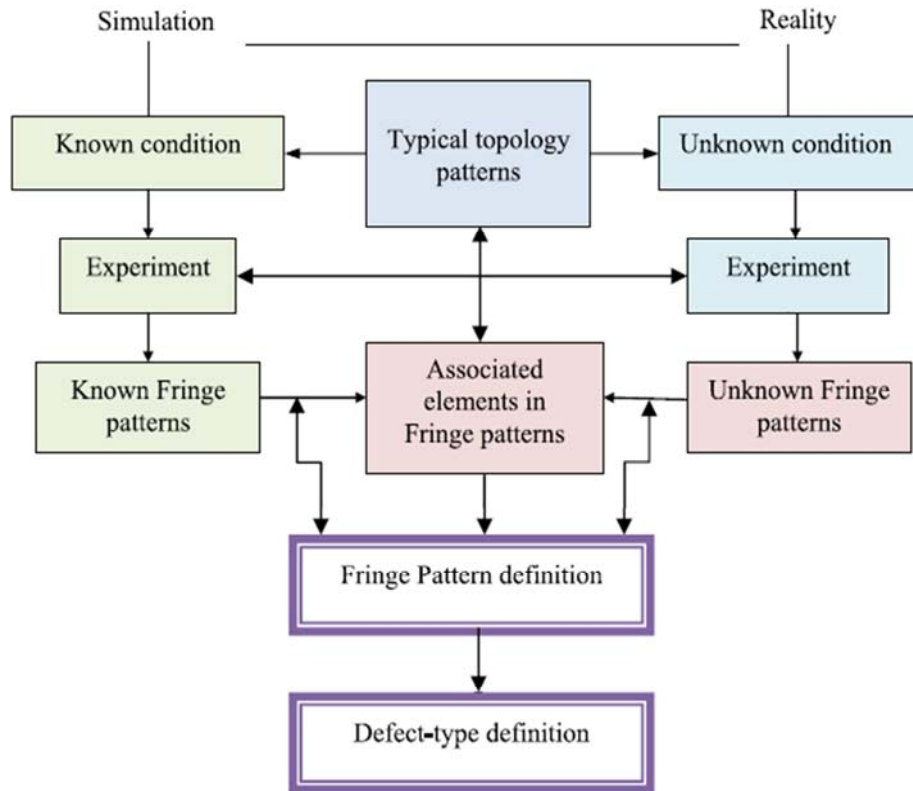 Simulation
Reality
Known condition
Typical topology
patterns
Unknown condition
Experiment
Experiment
Known Fringe
patterns
Associated
elements in
Fringe patterns
Unknown Fringe
patterns
Fringe Pattern definition
Defect-type definition